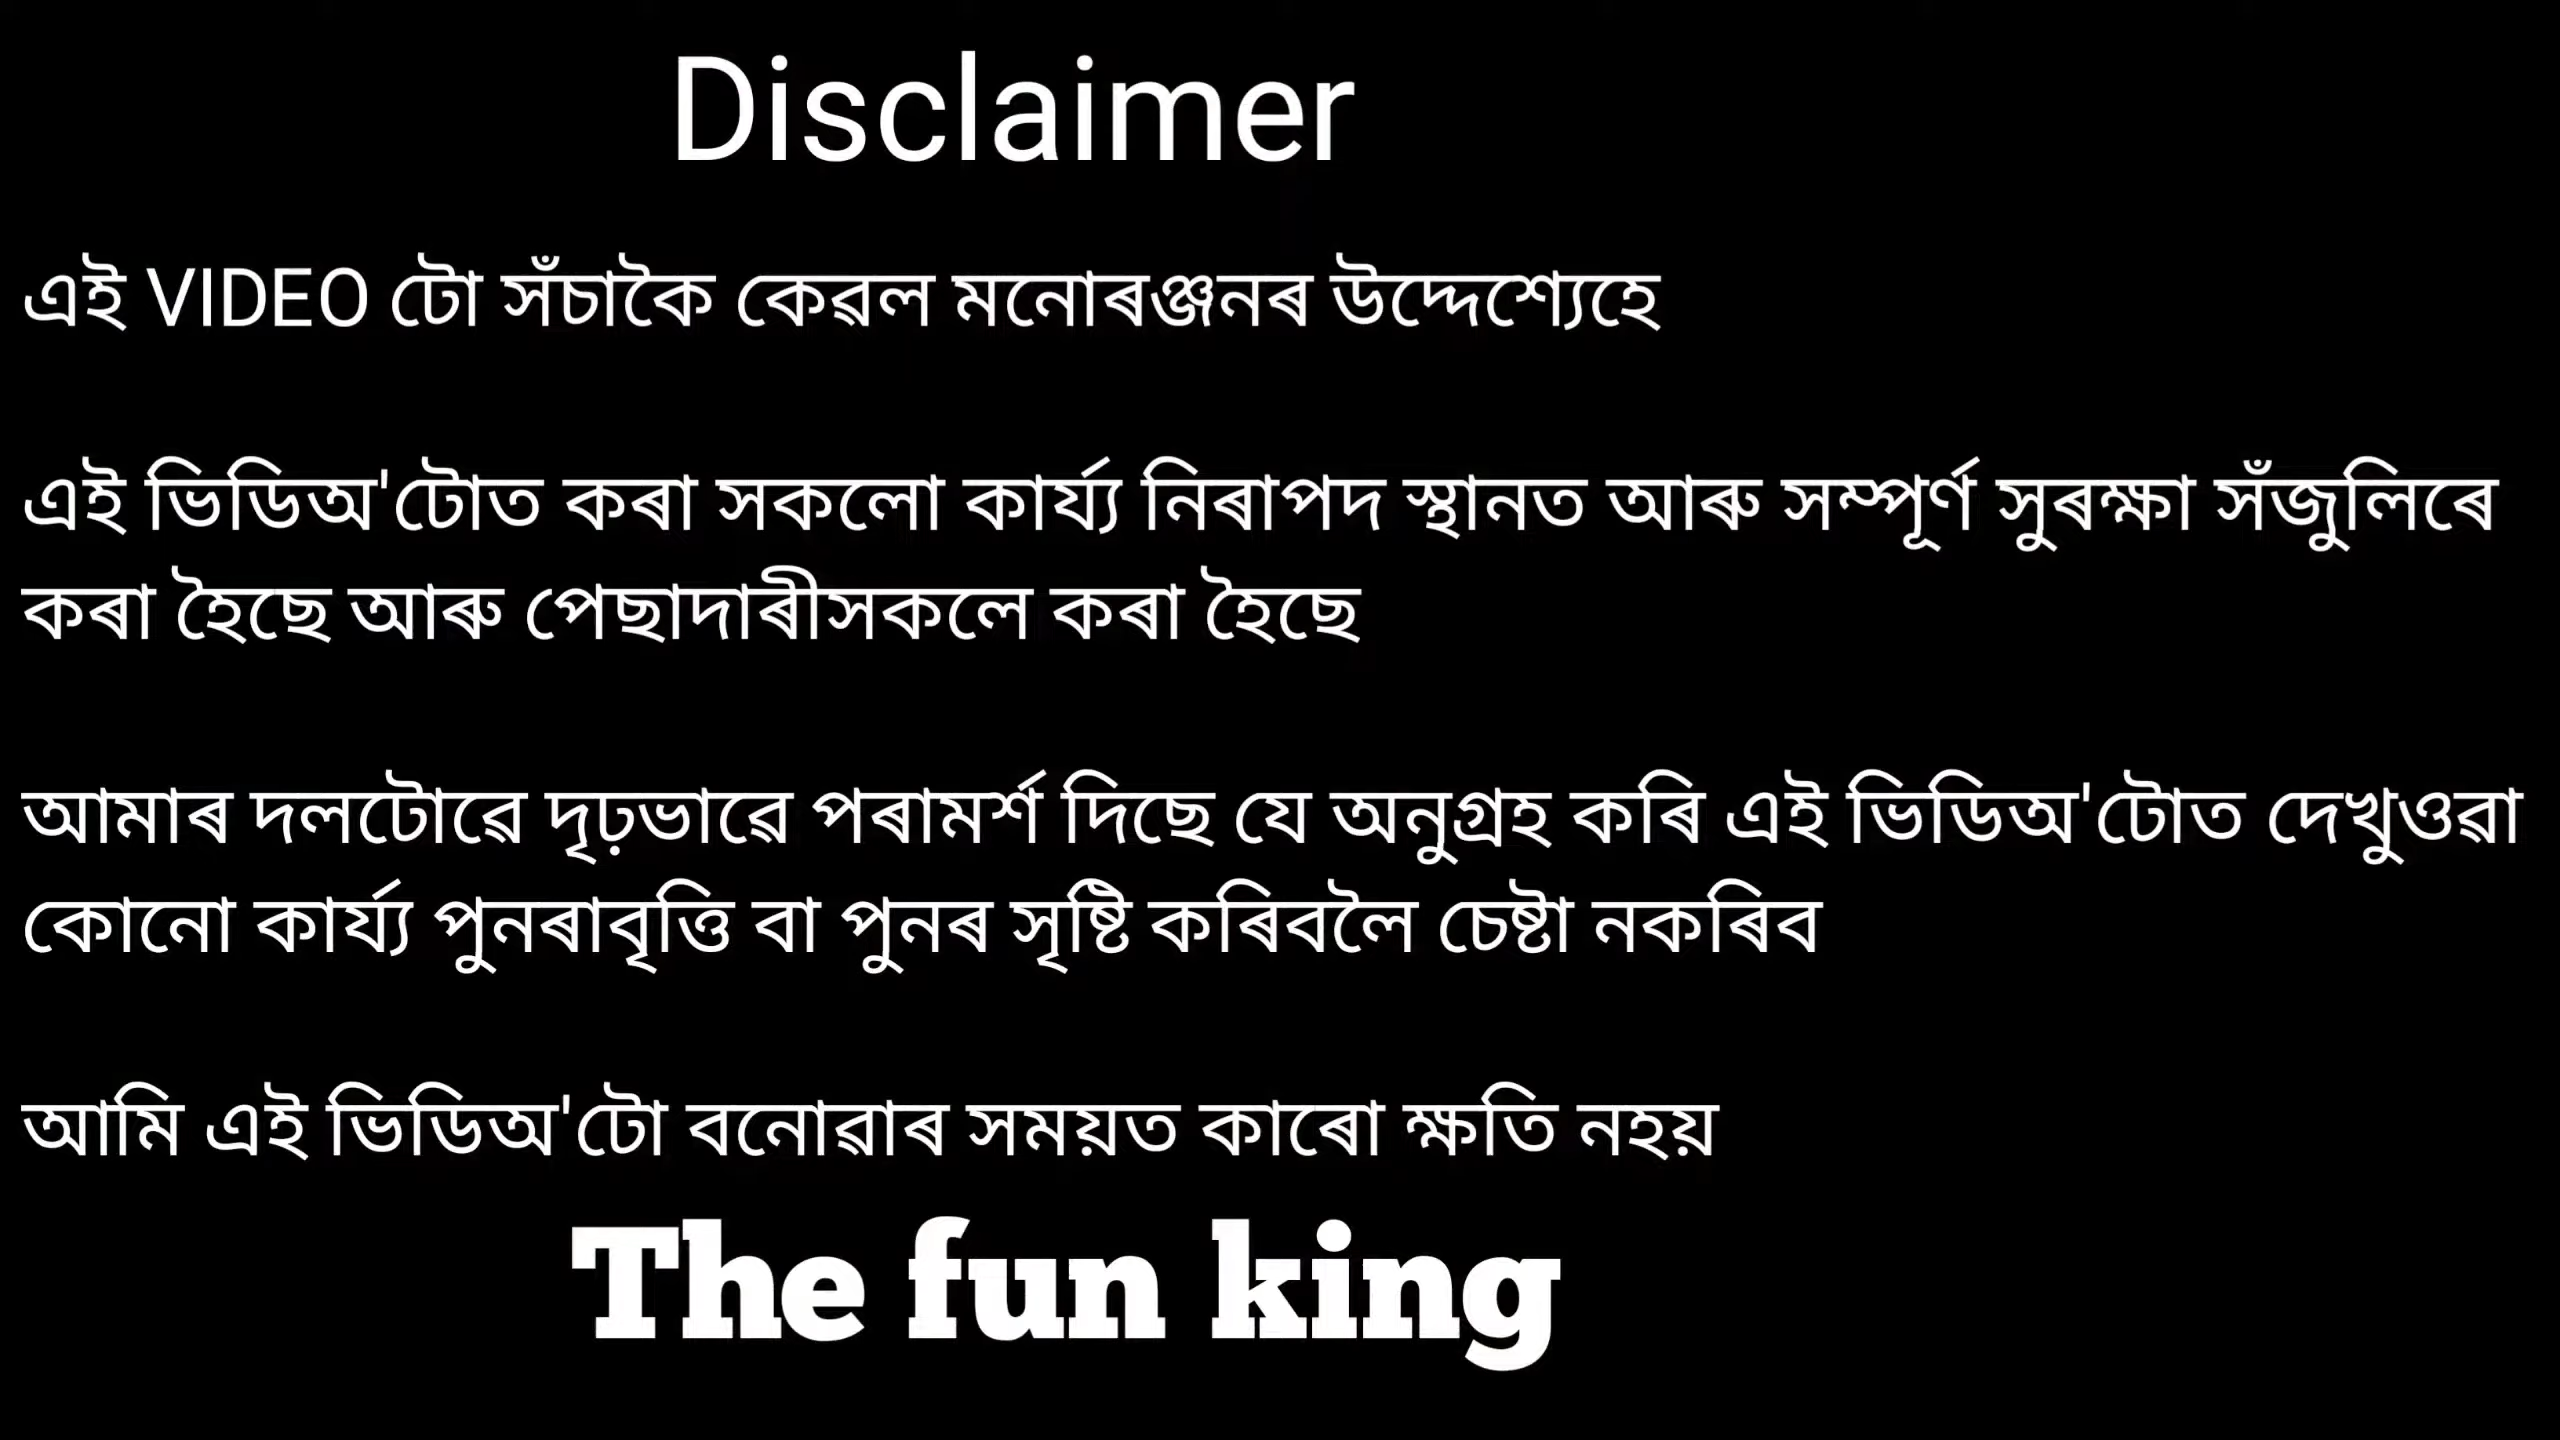 Disclaimer
এই VIDEO টো সঁচাকৈ কেৱল মনোৰঞ্জনৰ উদ্দেশ্যেহে
এই ভিডিঅ'টোত কৰা সকলো কাৰ্য্য নিৰাপদ স্থানত আৰু সম্পূৰ্ণ সুৰক্ষা সঁজুলিৰে
কৰা হৈছে আৰু পেছাদাৰীসকলে কৰা হৈছে
আমাৰ দলটোৱে দৃঢ়ভাৱে পৰামৰ্শ দিছে যে অনুগ্ৰহ কৰি এই ভিডিঅ'টোত দেখুওৱা
কোনো কাৰ্য্য পুনৰাবৃত্তি বা পুনৰ সৃষ্টি কৰিবলৈ চেষ্টা নকৰিব
আমি এই ভিডিঅ'টো বনোৱাৰ সময়ত কাৰো ক্ষতি নহয়
The fun king